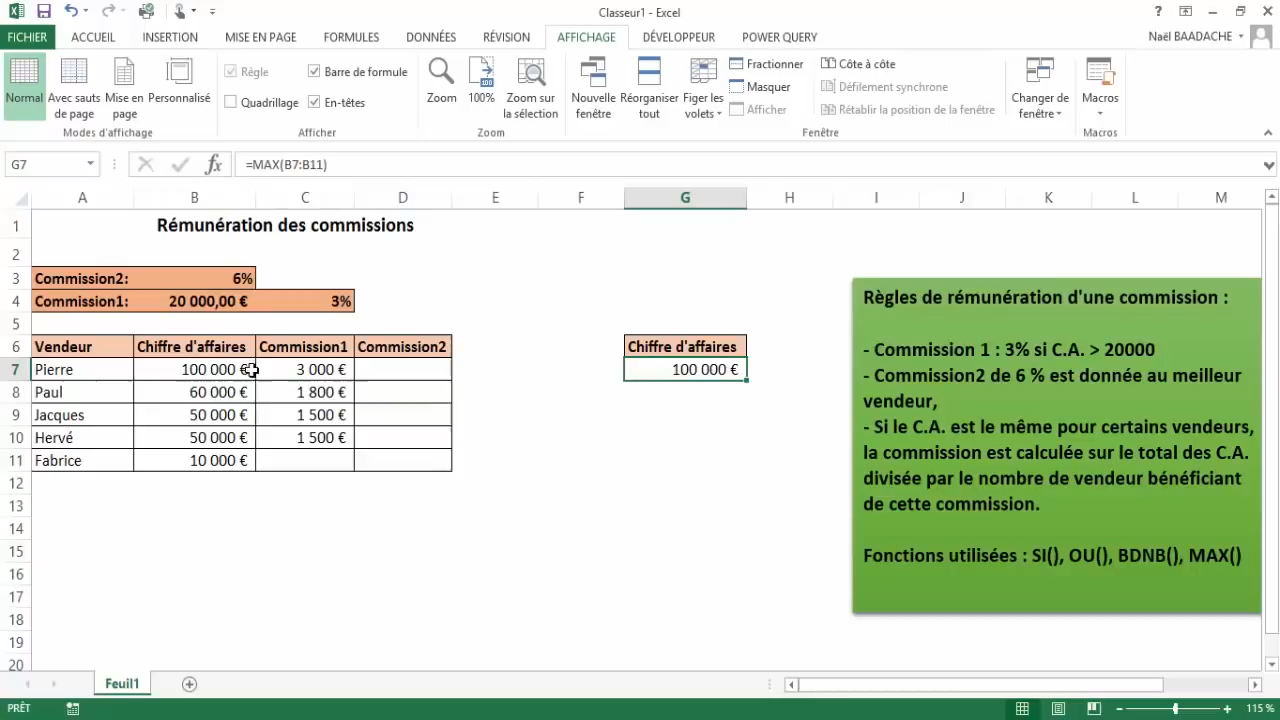 Classeur1 - Excel
FICHIER ACCUEIL INSERTION MISE EN PAGE FORMULES DONNÉES RÉVISION AFFICHAGE DÉVELOPPEUR POWER QUERY Naël BAADACHE
Normal Avec sauts de page Mise en page Personnalisé
Règle Barre de formule
Quadrillage En-têtes
Zoom 100% Zoom sur la sélection
Nouvelle fenêtre Réorganiser tout Figer les volets
Fractionner
Masquer
Afficher
Côte à côte
Défilement synchrone
Rétablir la position de la fenêtre
Changer de fenêtre Macros
Modes d'affichage Afficher Zoom Fenêtre Macros
G7 fx =MAX(B7:B11)
A B C D E F G H I J K L M
1 Rémunération des commissions
2
3 Commission2: 6%
4 Commission1: 20 000,00 € 3%
5
6 Vendeur Chiffre d'affaires Commission1 Commission2 Chiffre d'affaires
7 Pierre 100 000 € 3 000 € 100 000 €
8 Paul 60 000 € 1 800 €
9 Jacques 50 000 € 1 500 €
10 Hervé 50 000 € 1 500 €
11 Fabrice 10 000 €
12
13
14
15
16
17
18
19
20
Règles de rémunération d'une commission :
- Commission 1 : 3% si C.A. > 20000
- Commission2 de 6 % est donnée au meilleur
vendeur,
- Si le C.A. est le même pour certains vendeurs,
la commission est calculée sur le total des C.A.
divisée par le nombre de vendeur bénéficiant
de cette commission.
Fonctions utilisées : SI(), OU(), BDNB(), MAX()
Feuil1
PRÊT 115 %